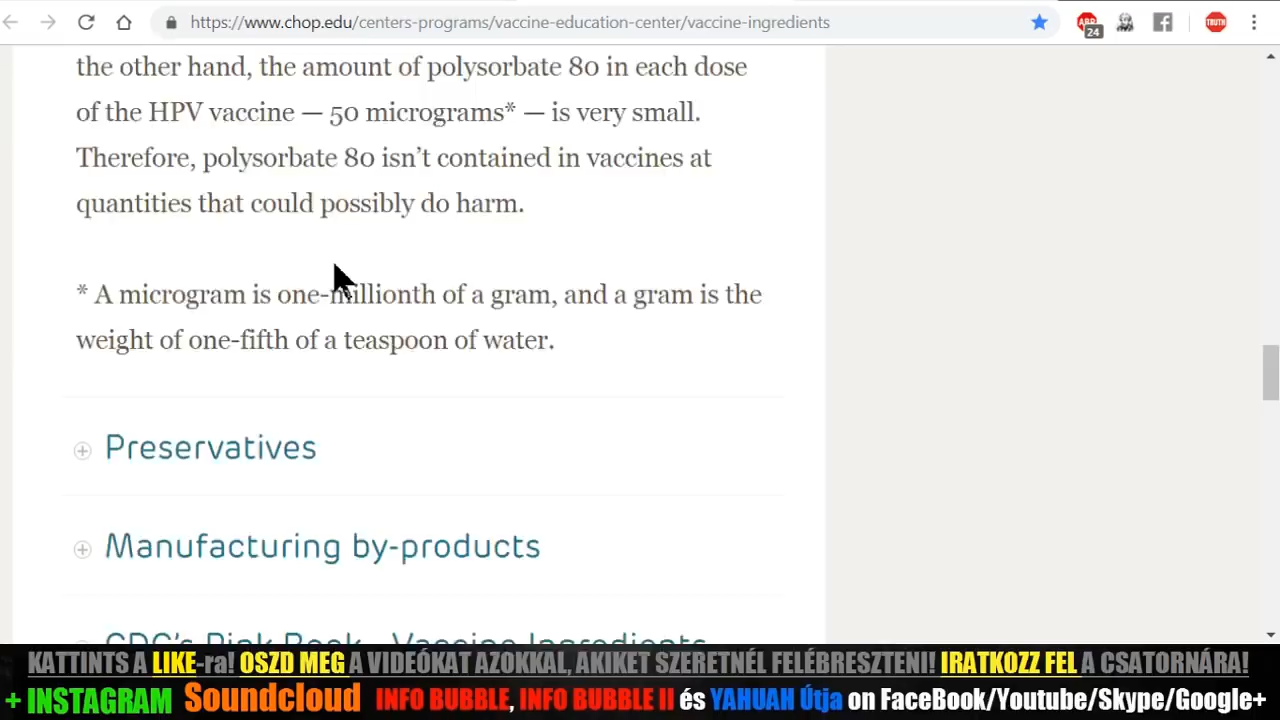 https://www.chop.edu/centers-programs/vaccine-education-center/vaccine-ingredients
ABP
24
TRUTH
the other hand, the amount of polysorbate 80 in each dose
of the HPV vaccine — 50 micrograms* — is very small.
Therefore, polysorbate 80 isn't contained in vaccines at
quantities that could possibly do harm.
* A microgram is one-millionth of a gram, and a gram is the
weight of one-fifth of a teaspoon of water.
Preservatives
Manufacturing by-products
CDC's Pink Book - Vaccine Ingredients
KATTINTS A LIKE-ra! OSZD MEG A VIDEÓKAT AZOKKAL, AKIKET SZERETNÉL FELÉBRESZTENI! IRATKOZZ FEL A CSATORNÁRA!
+ INSTAGRAM Soundcloud INFO BUBBLE, INFO BUBBLE II és YAHUAH Útja on FaceBook/Youtube/Skype/Google+